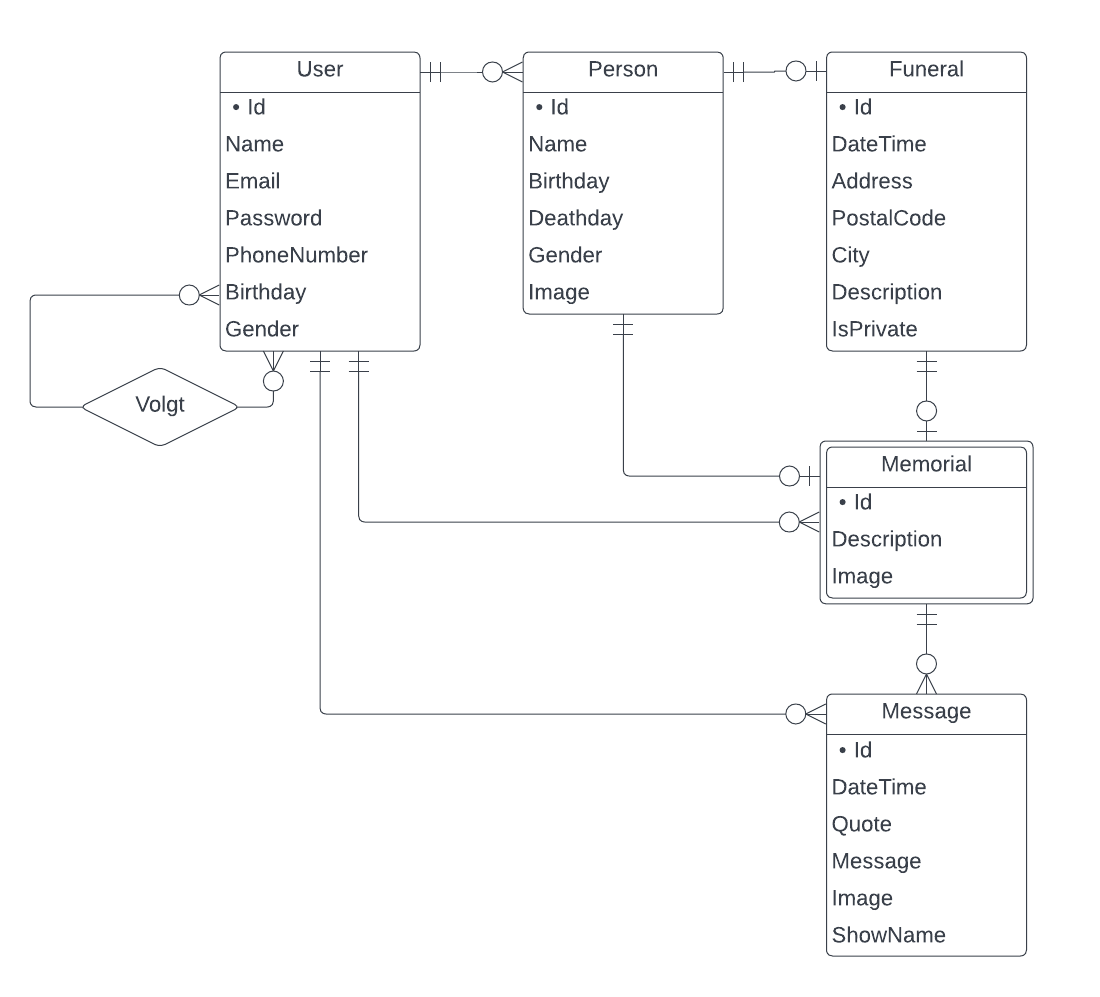 User
• Id
Name
Email
Password
PhoneNumber
Birthday
Gender
Volgt
Person
• Id
Name
Birthday
Deathday
Gender
Image
Funeral
• Id
DateTime
Address
PostalCode
City
Description
IsPrivate
Memorial
• Id
Description
Image
Message
• Id
DateTime
Quote
Message
Image
ShowName